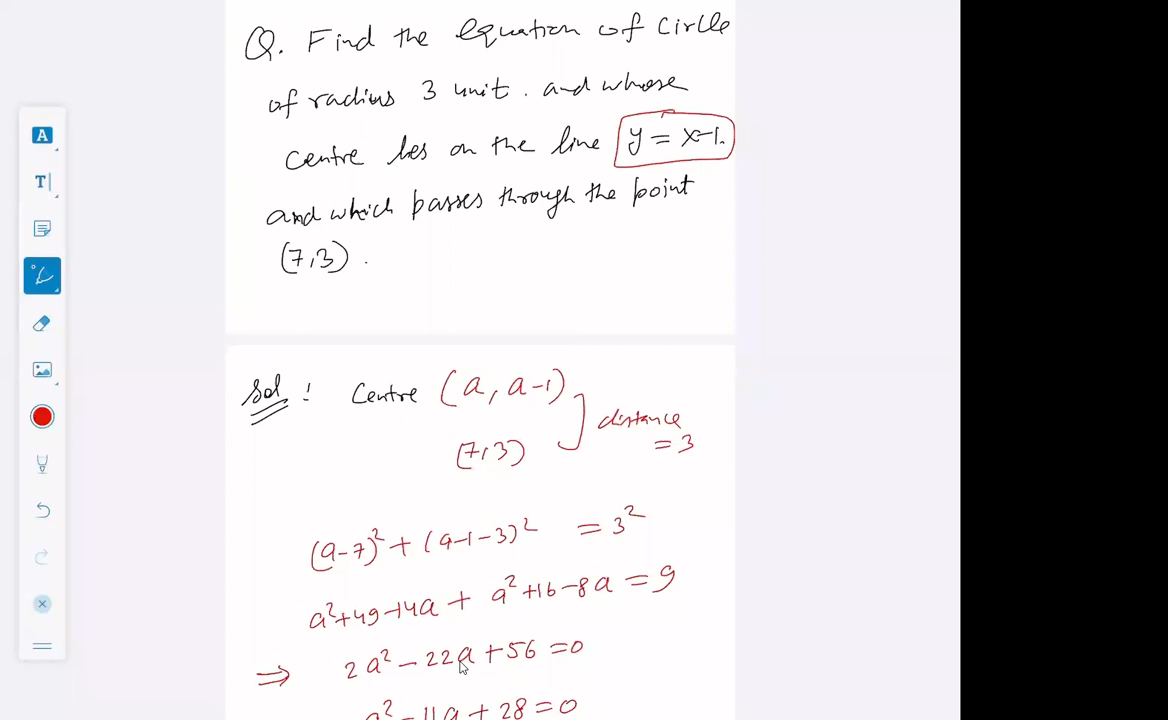 Q. Find the equation of circle
of radius 3 unit. and whose
centre lies on the line y = x-1.
and which passes through the point
(7,3).
A
T
Sol : Centre (a, a-1)
distance
= 3
(7,3)
(a-7)² + (a-1-3)² = 3²
a²+49-14a + a²+16-8a = 9
⇒ 2a² - 22a + 56 = 0
a² - 11a + 28 = 0